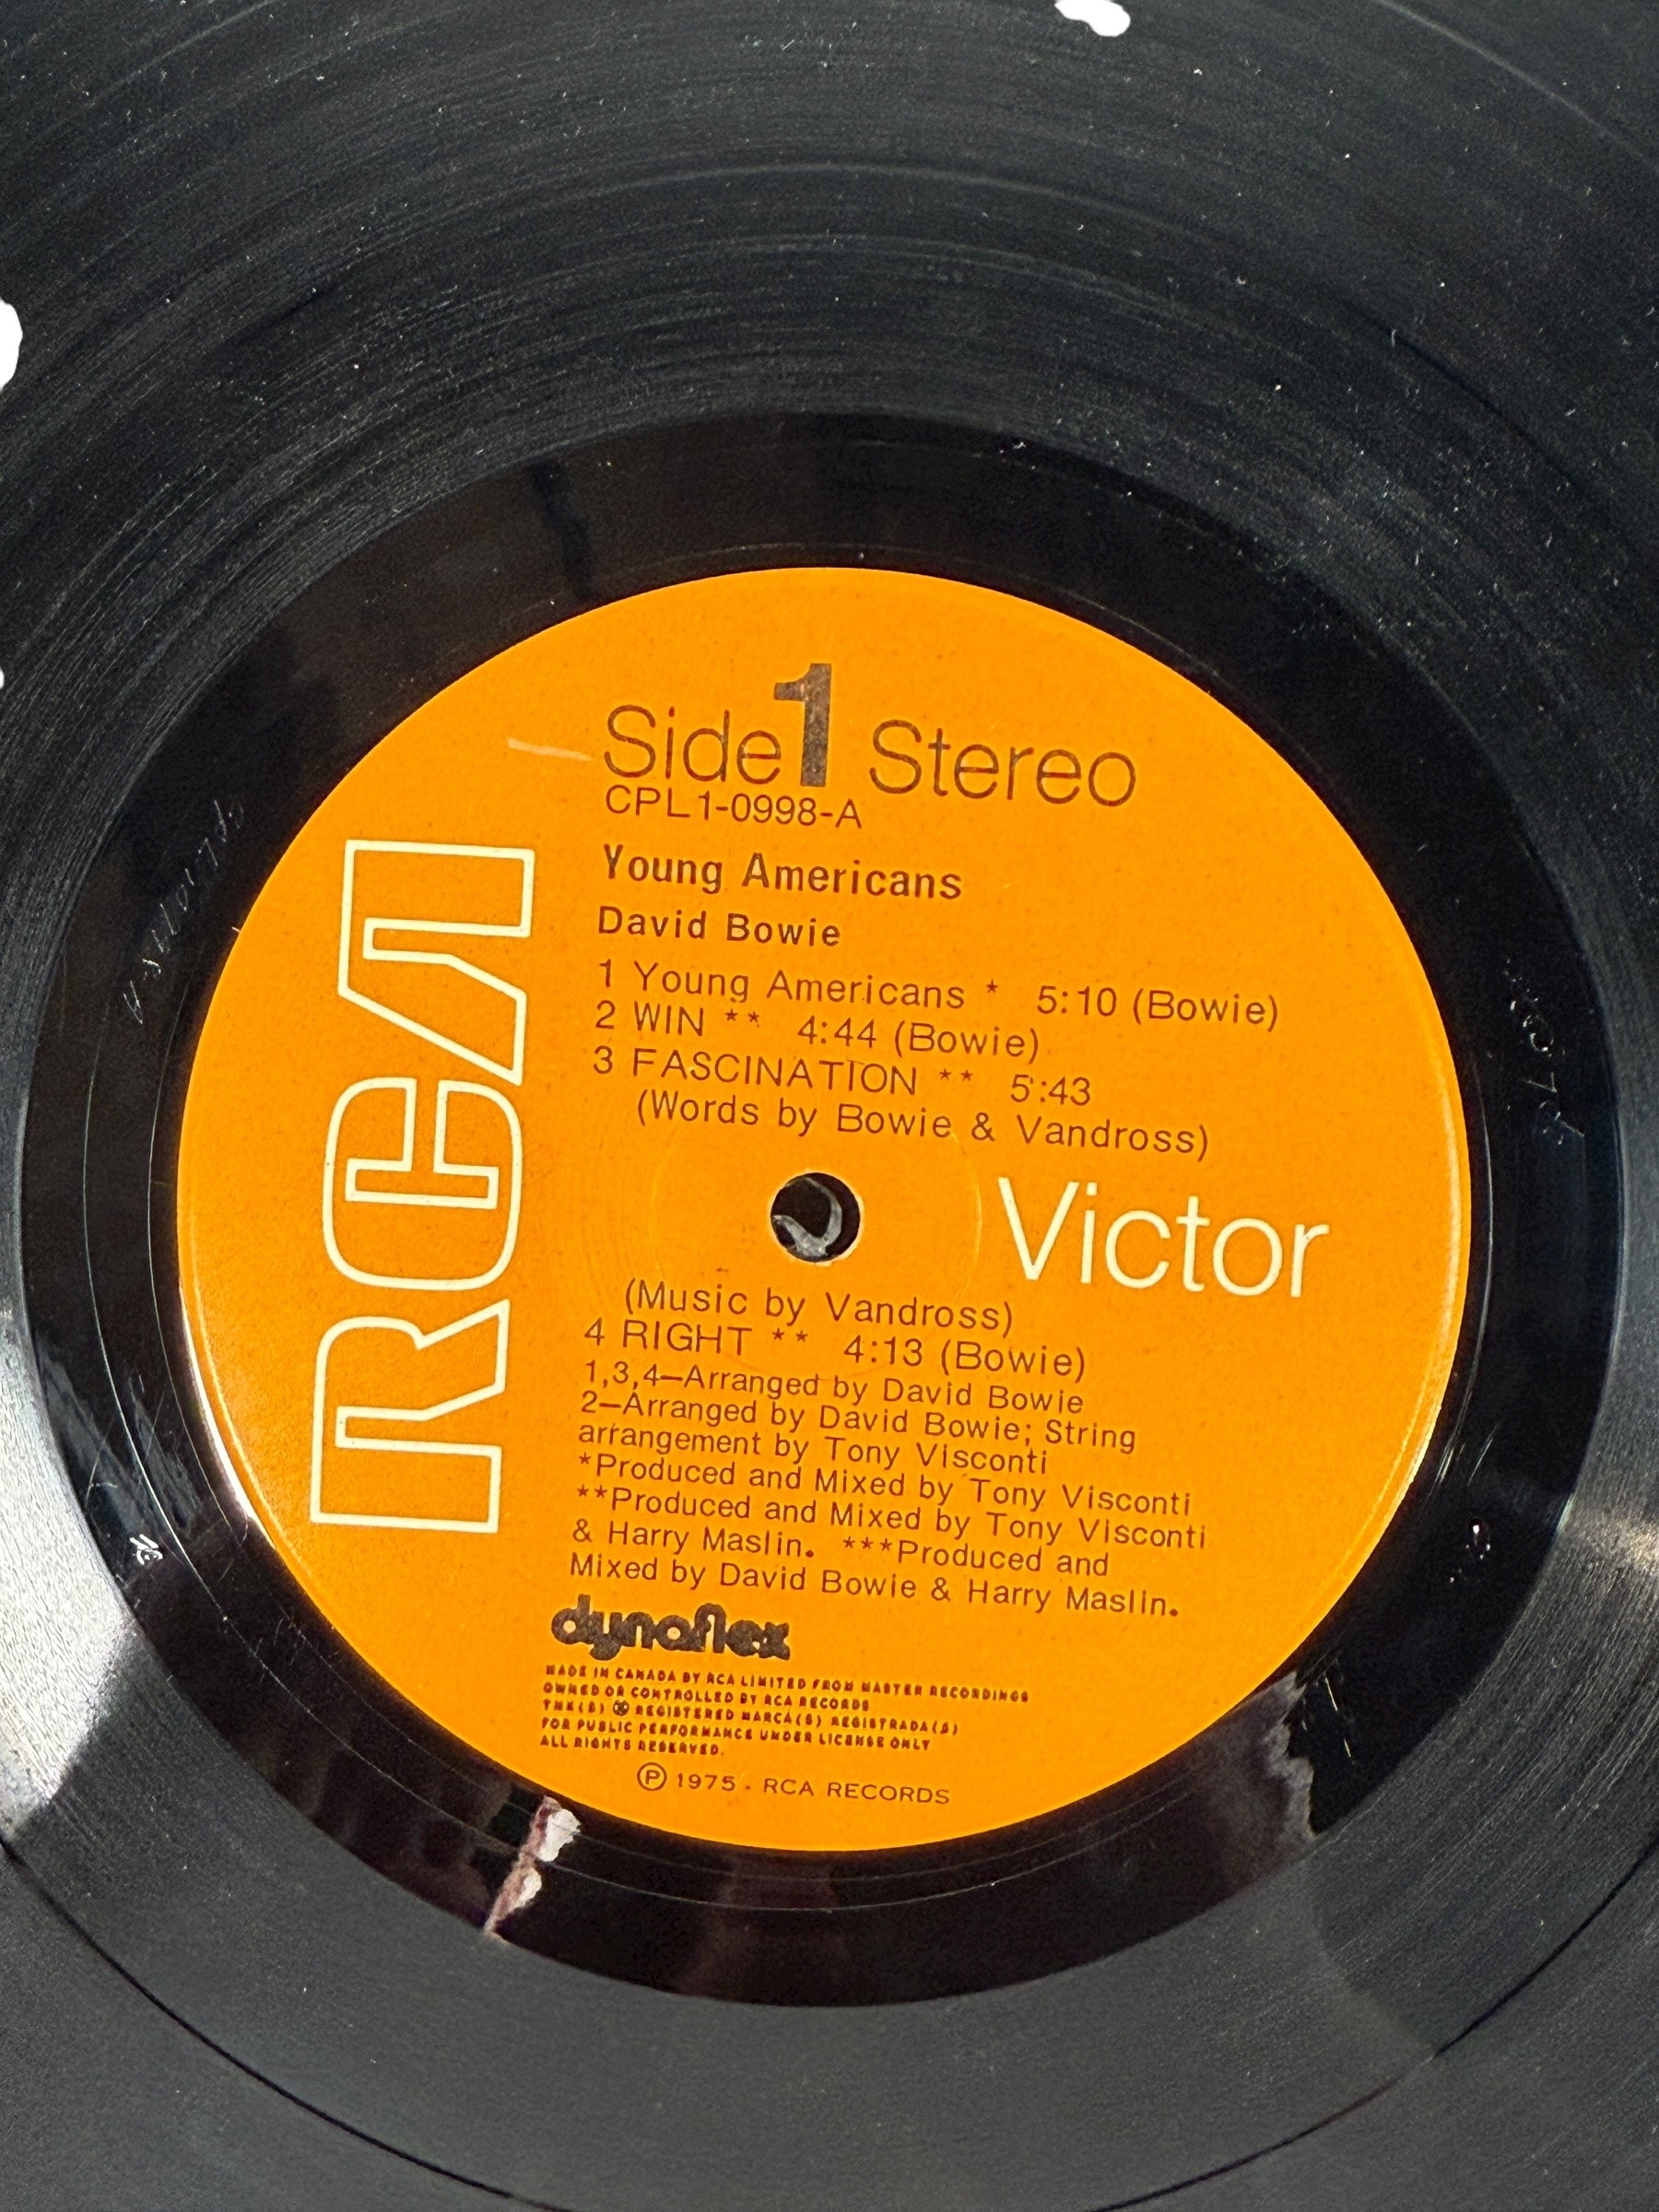 Side 1 Stereo
CPL1-0998-A
Young Americans
David Bowie
1 Young Americans * 5:10 (Bowie)
2 WIN ** 4:44 (Bowie)
3 FASCINATION ** 5:43
(Words by Bowie & Vandross)
RCA
Victor
(Music by Vandross)
4 RIGHT ** 4:13 (Bowie)
1,3,4—Arranged by David Bowie
2—Arranged by David Bowie; String
arrangement by Tony Visconti
*Produced and Mixed by Tony Visconti
**Produced and Mixed by Tony Visconti
& Harry Maslin. ***Produced and
Mixed by David Bowie & Harry Maslin.
dynaflex
MADE IN CANADA BY RCA LIMITED FROM MASTER RECORDINGS
OWNED OR CONTROLLED BY RCA RECORDS
TMK(S) ® REGISTERED MARCA(S) REGISTRADA(S)
FOR PUBLIC PERFORMANCE UNDER LICENSE ONLY
ALL RIGHTS RESERVED.
Ⓟ 1975 . RCA RECORDS